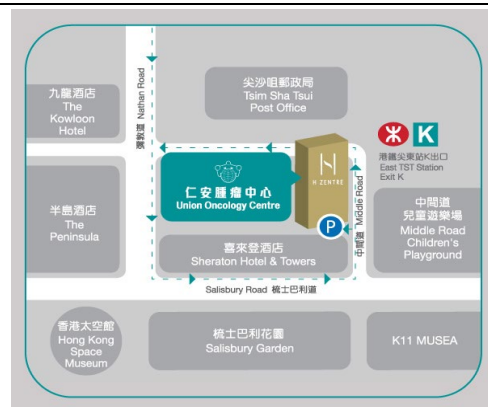 九龍酒店
The
Kowloon
Hotel
彌敦道 Nathan Road
尖沙咀郵政局
Tsim Sha Tsui
Post Office
仁安腫瘤中心
Union Oncology Centre
H
H ZENTRE
P
K
港鐵尖東站K出口
East TST Station
Exit K
半島酒店
The
Peninsula
喜來登酒店
Sheraton Hotel & Towers
中間道 Middle Road
中間道
兒童遊樂場
Middle Road
Children's
Playground
Salisbury Road 梳士巴利道
香港太空館
Hong Kong
Space
Museum
梳士巴利花園
Salisbury Garden
K11 MUSEA